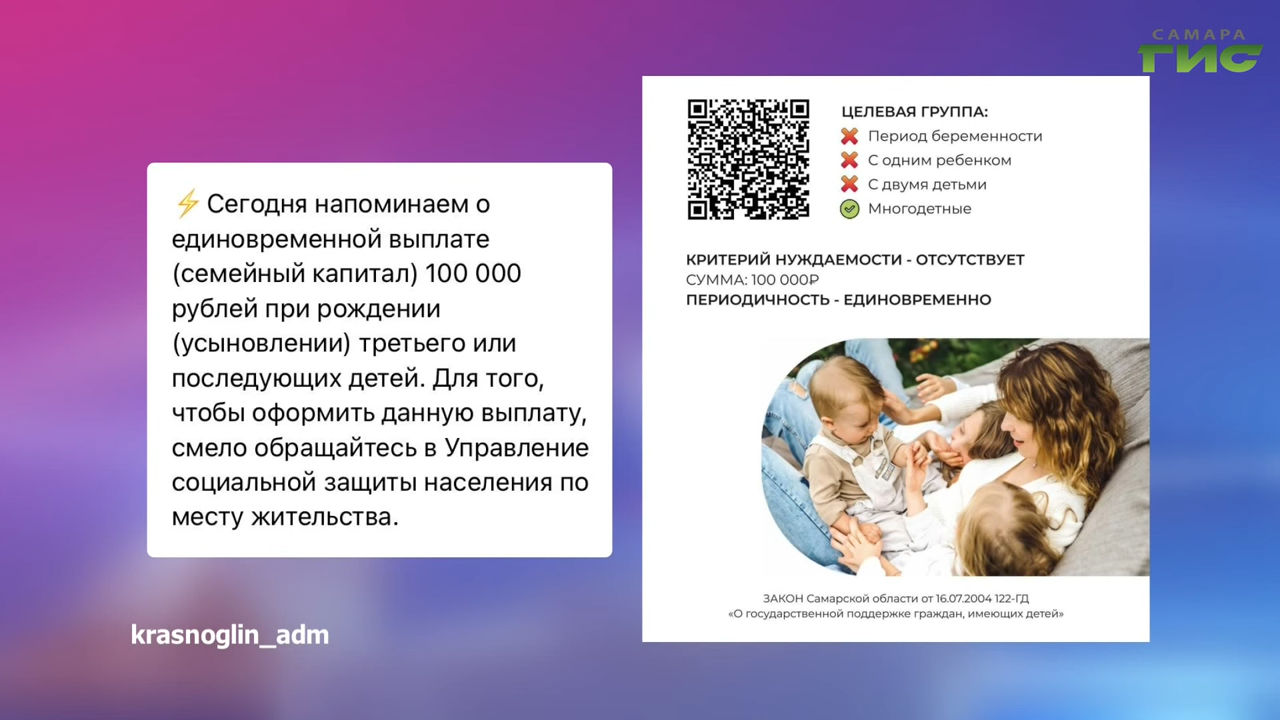 САМАРА
ГИС
⚡ Сегодня напоминаем о
единовременной выплате
(семейный капитал) 100 000
рублей при рождении
(усыновлении) третьего или
последующих детей. Для того,
чтобы оформить данную выплату,
смело обращайтесь в Управление
социальной защиты населения по
месту жительства.
krasnoglin_adm
ЦЕЛЕВАЯ ГРУППА:
❌ Период беременности
❌ С одним ребенком
❌ С двумя детьми
✅ Многодетные
КРИТЕРИЙ НУЖДАЕМОСТИ - ОТСУТСТВУЕТ
СУММА: 100 000₽
ПЕРИОДИЧНОСТЬ - ЕДИНОВРЕМЕННО
ЗАКОН Самарской области от 16.07.2004 122-ГД
«О государственной поддержке граждан, имеющих детей»